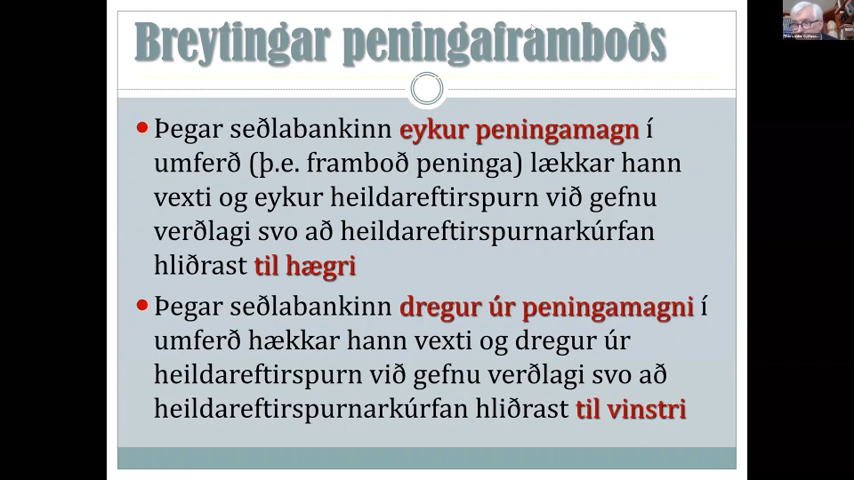 Breytingar peningaframboðs
Þegar seðlabankinn eykur peningamagn í
umferð (þ.e. framboð peninga) lækkar hann
vexti og eykur heildareftirspurn við gefnu
verðlagi svo að heildareftirspurnarkúrfan
hliðrast til hægri
Þegar seðlabankinn dregur úr peningamagni í
umferð hækkar hann vexti og dregur úr
heildareftirspurn við gefnu verðlagi svo að
heildareftirspurnarkúrfan hliðrast til vinstri